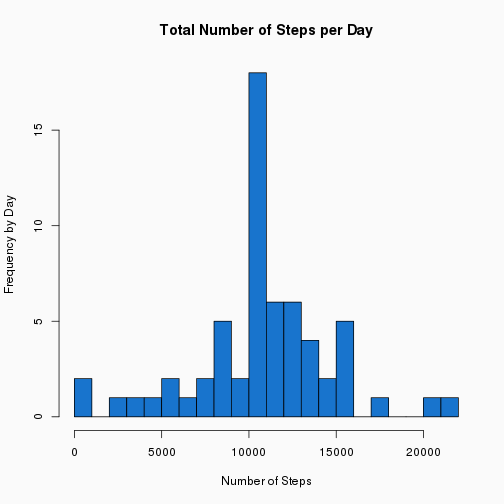 Total Number of Steps per Day
Frequency by Day
15
10
5
0
0 5000 10000 15000 20000
Number of Steps